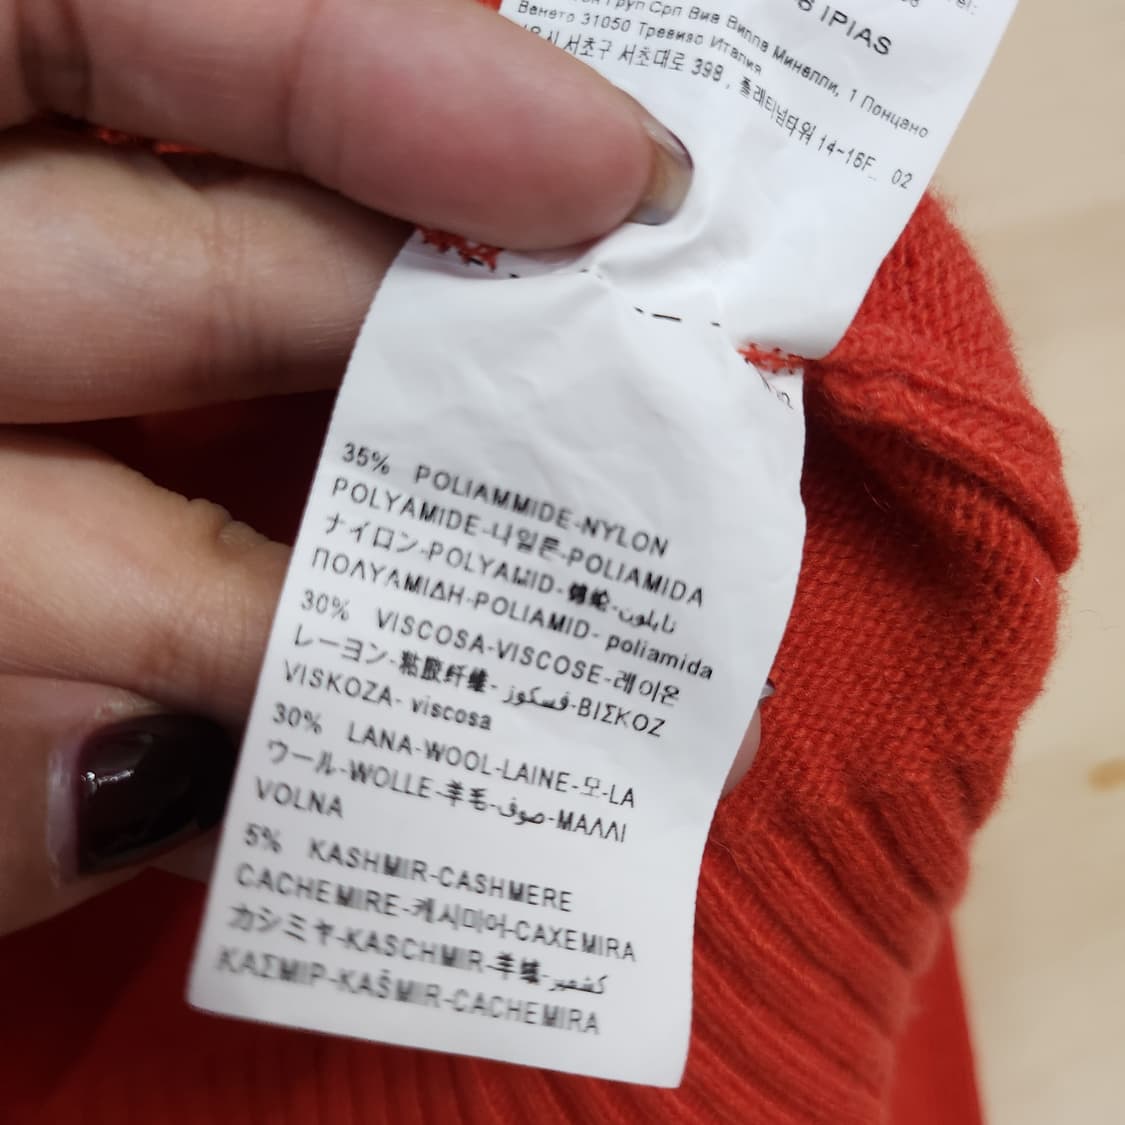 В IPIAS
Груп Срп Виа Вилла Минелли, 1 Понцано
Венето 31050 Тревизо Италия
서초구 서초대로 398 , 플래티넘타워 14-16F_ 02
35% POLIAMMIDE-NYLON
POLYAMIDE-나일론-POLIAMIDA
ナイロン-POLYAMID-锦纶-نايلون
ΠΟΛΥΑΜΙΔΗ-POLIAMID- poliamida
30% VISCOSA-VISCOSE-레이온
レーヨン-粘胶纤维-فسكوز-ΒΙΣΚΟΖ
VISKOZA- viscosa
30% LANA-WOOL-LAINE-모-LA
ウール-WOLLE-羊毛-صوف-ΜΑΛΛΙ
VOLNA
5% KASHMIR-CASHMERE
CACHEMIRE-캐시미어-CAXEMIRA
カシミヤ-KASCHMIR-羊绒-كشمير
ΚΑΣΜΙΡ-KAŠMIR-CACHEMIRA